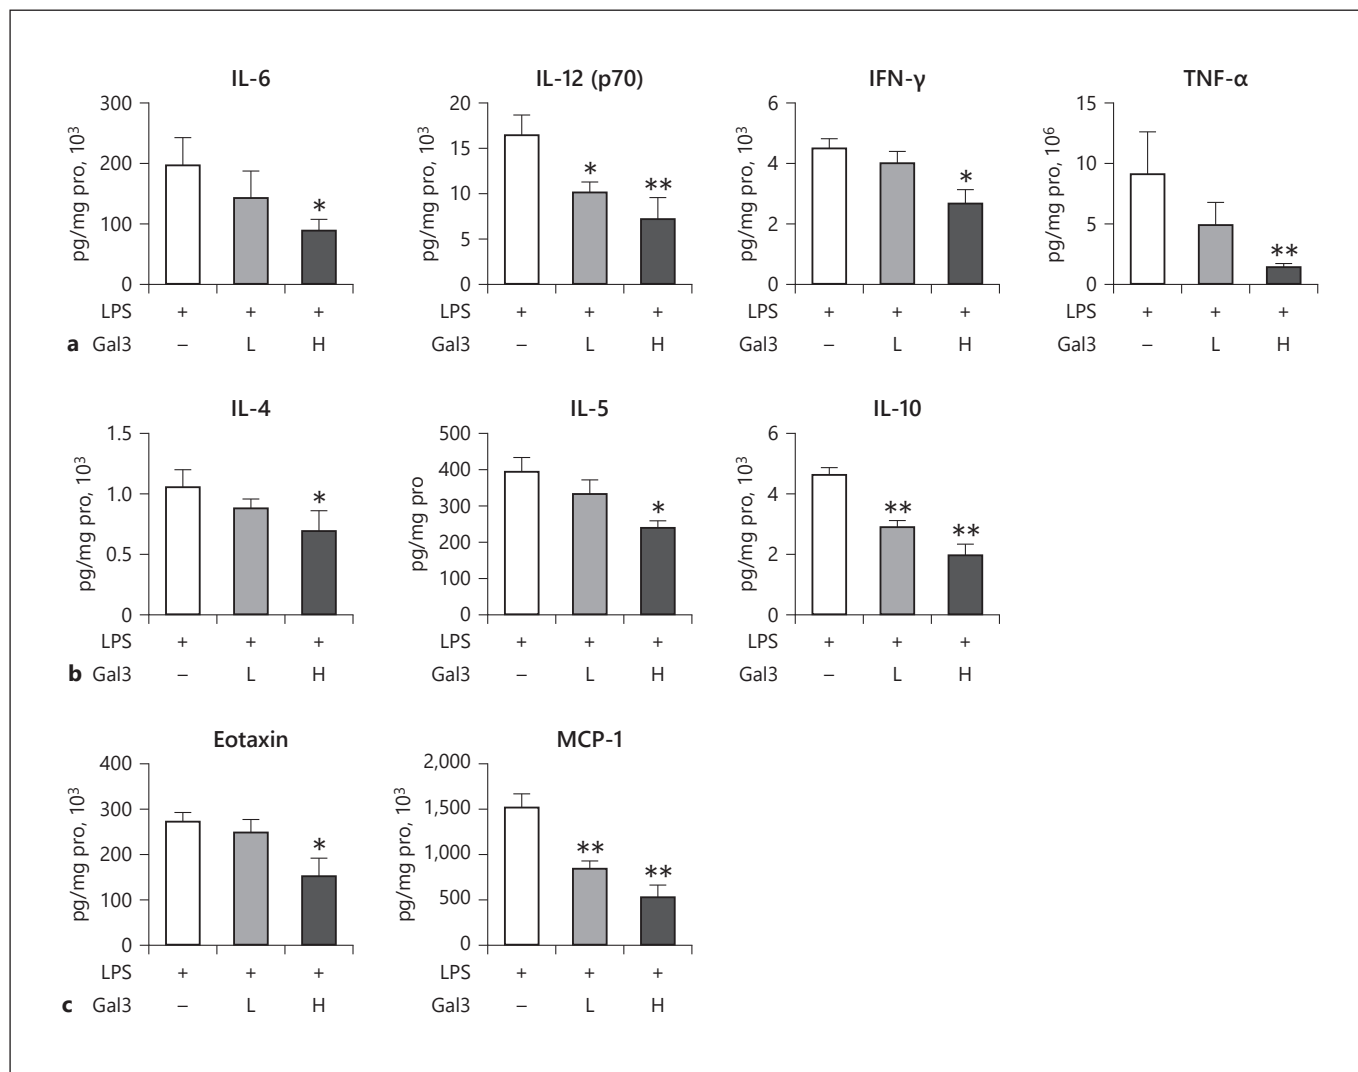 IL-6 IL-12 (p70) IFN-γ TNF-α
300 20 6 15
200 15 4 10
100 10 2 5
0 5 0 0
0
pg/mg pro, 10³ pg/mg pro, 10³ pg/mg pro, 10³ pg/mg pro, 10⁶
* * ** * **
LPS + + + + + + LPS + + + LPS + + +
a Gal3 – L H Gal3 – L H Gal3 – L H Gal3 – L H
IL-4 IL-5 IL-10
1.5 500 6
1.0 400 4
0.5 300 2
0 200 0
100
0
pg/mg pro, 10³ pg/mg pro pg/mg pro, 10³
* * ** **
LPS + + + LPS + + + LPS + + +
b Gal3 – L H Gal3 – L H Gal3 – L H
Eotaxin MCP-1
400 2,000
300 1,500
200 1,000
100 500
0 0
pg/mg pro, 10³ pg/mg pro, 10³
* ** **
LPS + + + LPS + + +
c Gal3 – L H Gal3 – L H